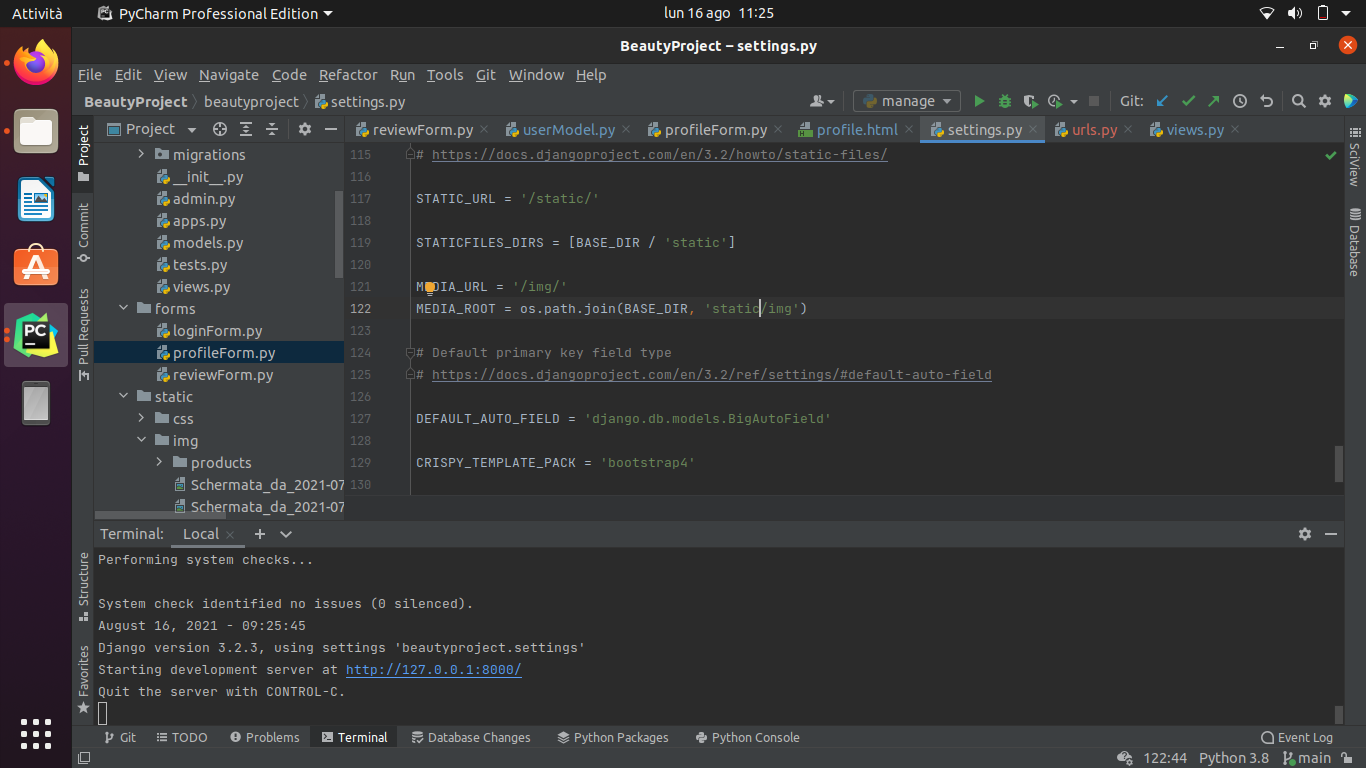 Attività PyCharm Professional Edition lun 16 ago 11:25
BeautyProject – settings.py
File Edit View Navigate Code Refactor Run Tools Git Window Help
BeautyProject beautyproject settings.py manage Git:
Project
reviewForm.py userModel.py profileForm.py profile.html settings.py urls.py views.py
Project
Commit
Pull Requests
Structure
Favorites
migrations
__init__.py
admin.py
apps.py
models.py
tests.py
views.py
forms
loginForm.py
profileForm.py
reviewForm.py
static
css
img
products
Schermata_da_2021-07
Schermata_da_2021-07
115 # https://docs.djangoproject.com/en/3.2/howto/static-files/
116
117 STATIC_URL = '/static/'
118
119 STATICFILES_DIRS = [BASE_DIR / 'static']
120
121 MEDIA_URL = '/img/'
122 MEDIA_ROOT = os.path.join(BASE_DIR, 'static/img')
123
124 # Default primary key field type
125 # https://docs.djangoproject.com/en/3.2/ref/settings/#default-auto-field
126
127 DEFAULT_AUTO_FIELD = 'django.db.models.BigAutoField'
128
129 CRISPY_TEMPLATE_PACK = 'bootstrap4'
130
SciView
Database
Terminal: Local
Performing system checks...
System check identified no issues (0 silenced).
August 16, 2021 - 09:25:45
Django version 3.2.3, using settings 'beautyproject.settings'
Starting development server at http://127.0.0.1:8000/
Quit the server with CONTROL-C.
Git TODO Problems Terminal Database Changes Python Packages Python Console Event Log
122:44 Python 3.8 main
PC